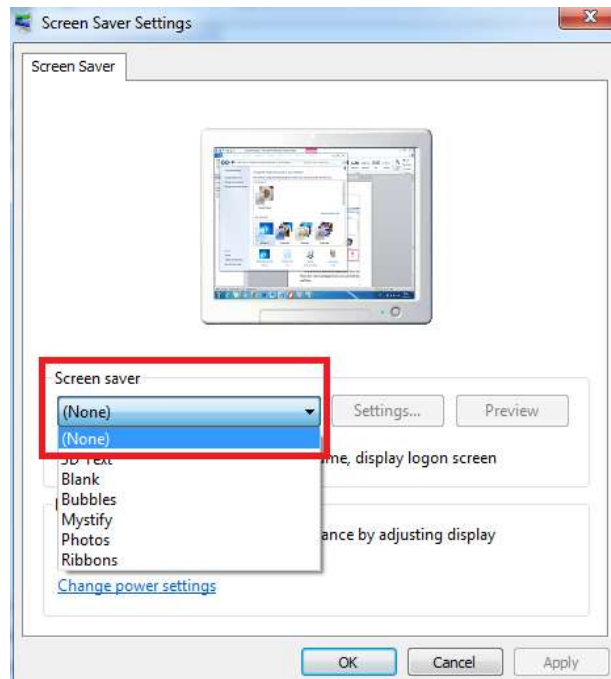 Screen Saver Settings
x
Screen Saver
Screen saver
(None)
Settings...
Preview
(None)
3D Text
me, display logon screen
Blank
Bubbles
Mystify
Photos
ance by adjusting display
Ribbons
Change power settings
OK
Cancel
Apply